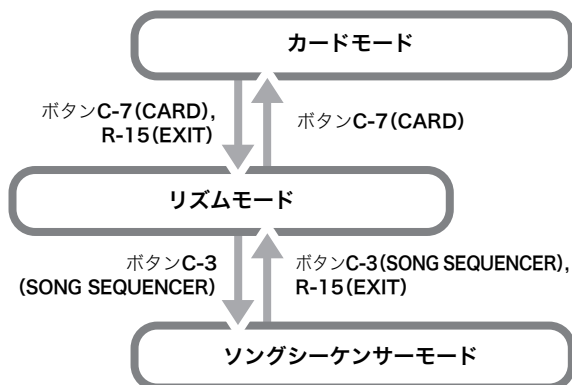 カードモード
ボタンC-7(CARD),
R-15(EXIT)
ボタンC-7(CARD)
リズムモード
ボタンC-3
(SONG SEQUENCER)
ボタンC-3(SONG SEQUENCER),
R-15(EXIT)
ソングシーケンサーモード